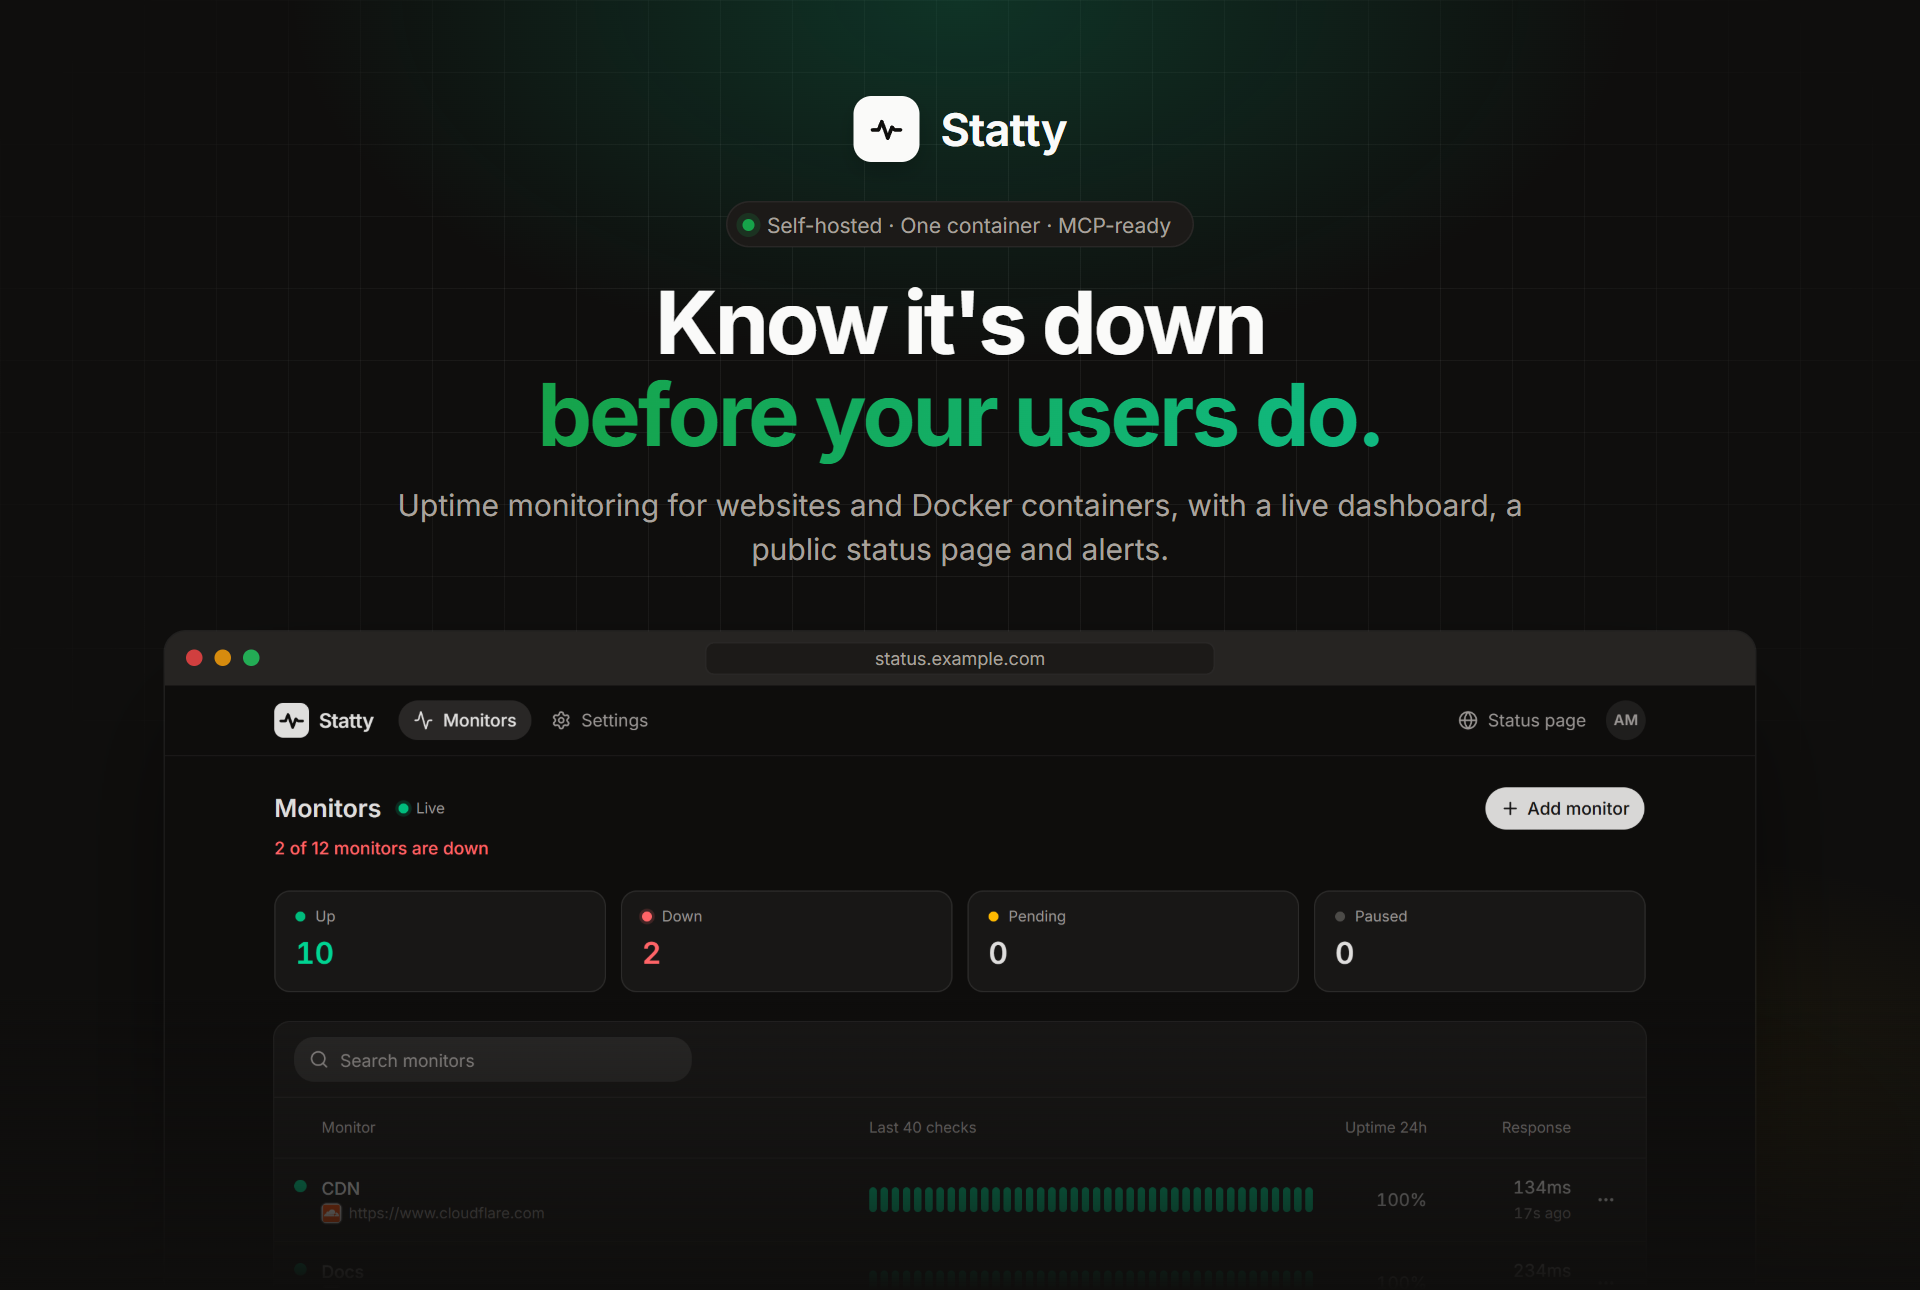 Statty
Self-hosted · One container · MCP-ready
Know it's down
before your users do.
Uptime monitoring for websites and Docker containers, with a live dashboard, a
public status page and alerts.
status.example.com
Statty Monitors Settings Status page AM
Monitors Live Add monitor
2 of 12 monitors are down
Up Down Pending Paused
10 2 0 0
Search monitors
Monitor Last 40 checks Uptime 24h Response
CDN 100% 134ms
https://www.cloudflare.com 17s ago
Docs 100% 234ms